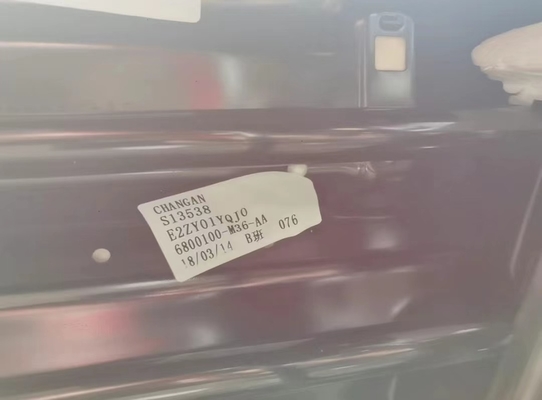 CHANGAN
S13538
E2ZY01YQJ0
6800100-M36-AA
18/03/14 B班 076